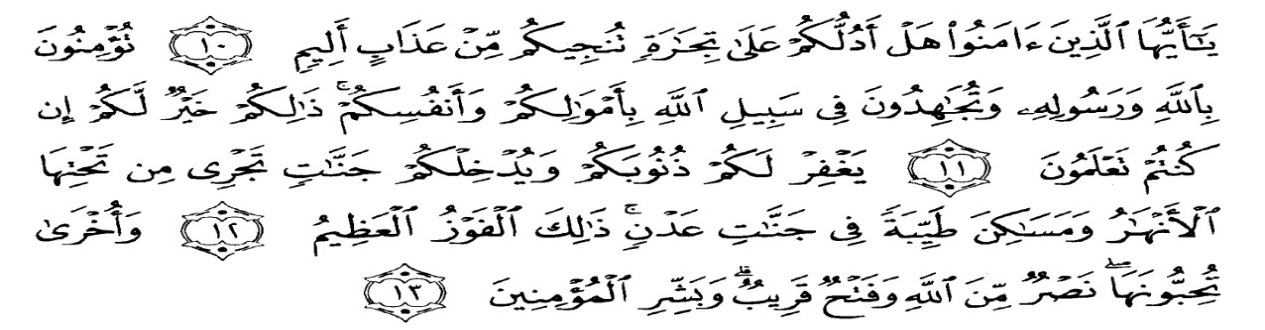 يَـٰٓأَيُّهَا ٱلَّذِينَ ءَامَنُوا۟ هَلْ أَدُلُّكُمْ عَلَىٰ تِجَـٰرَةٍۢ تُنجِيكُم مِّنْ عَذَابٍ أَلِيمٍۢ ١٠ تُؤْمِنُونَ
بِٱللَّهِ وَرَسُولِهِۦ وَتُجَـٰهِدُونَ فِى سَبِيلِ ٱللَّهِ بِأَمْوَٰلِكُمْ وَأَنفُسِكُمْ ۚ ذَٰلِكُمْ خَيْرٌۭ لَّكُمْ إِن
كُنتُمْ تَعْلَمُونَ ١١ يَغْفِرْ لَكُمْ ذُنُوبَكُمْ وَيُدْخِلْكُمْ جَنَّـٰتٍۢ تَجْرِى مِن تَحْتِهَا
ٱلْأَنْهَـٰرُ وَمَسَـٰكِنَ طَيِّبَةًۭ فِى جَنَّـٰتِ عَدْنٍۢ ۚ ذَٰلِكَ ٱلْفَوْزُ ٱلْعَظِيمُ ١٢ وَأُخْرَىٰ
تُحِبُّونَهَا ۖ نَصْرٌۭ مِّنَ ٱللَّهِ وَفَتْحٌۭ قَرِيبٌۭ ۗ وَبَشِّرِ ٱلْمُؤْمِنِينَ ١٣